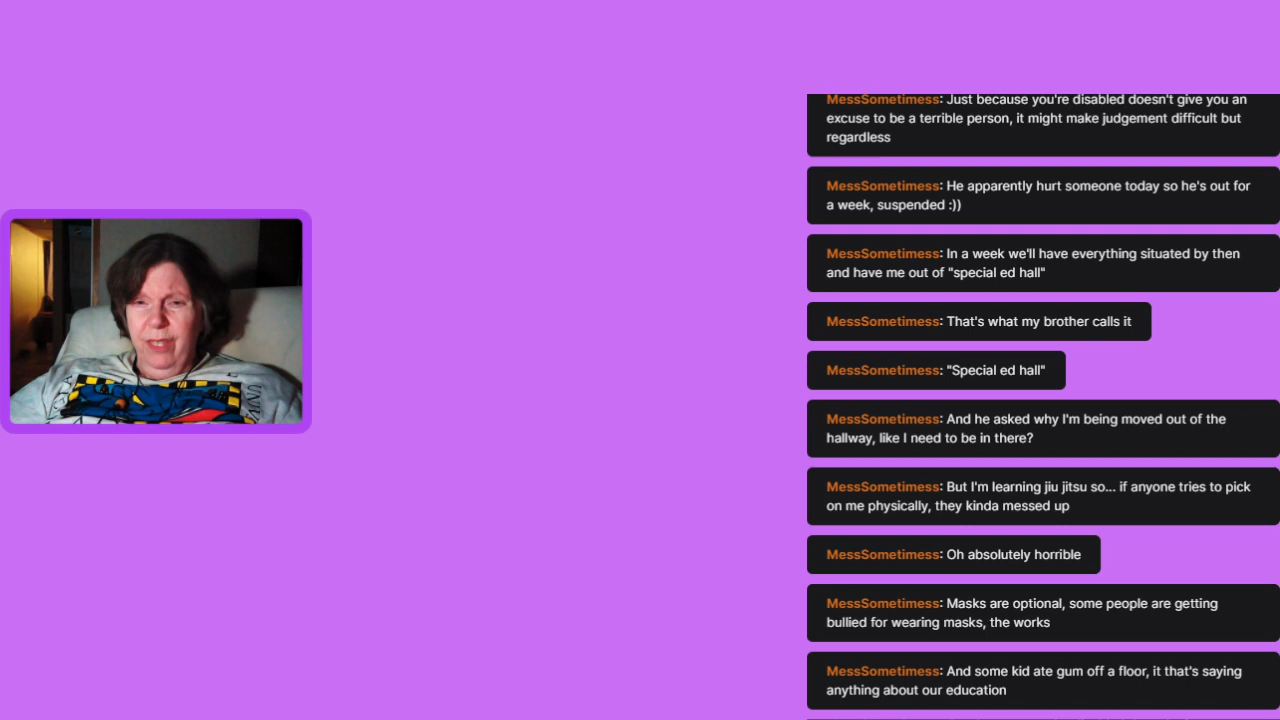 MessSometimess: Just because you're disabled doesn't give you an
excuse to be a terrible person, it might make judgement difficult but
regardless
MessSometimess: He apparently hurt someone today so he's out for
a week, suspended :))
MessSometimess: In a week we'll have everything situated by then
and have me out of "special ed hall"
MessSometimess: That's what my brother calls it
MessSometimess: "Special ed hall"
MessSometimess: And he asked why I'm being moved out of the
hallway, like I need to be in there?
MessSometimess: But I'm learning jiu jitsu so... if anyone tries to pick
on me physically, they kinda messed up
MessSometimess: Oh absolutely horrible
MessSometimess: Masks are optional, some people are getting
bullied for wearing masks, the works
MessSometimess: And some kid ate gum off a floor, it that's saying
anything about our education